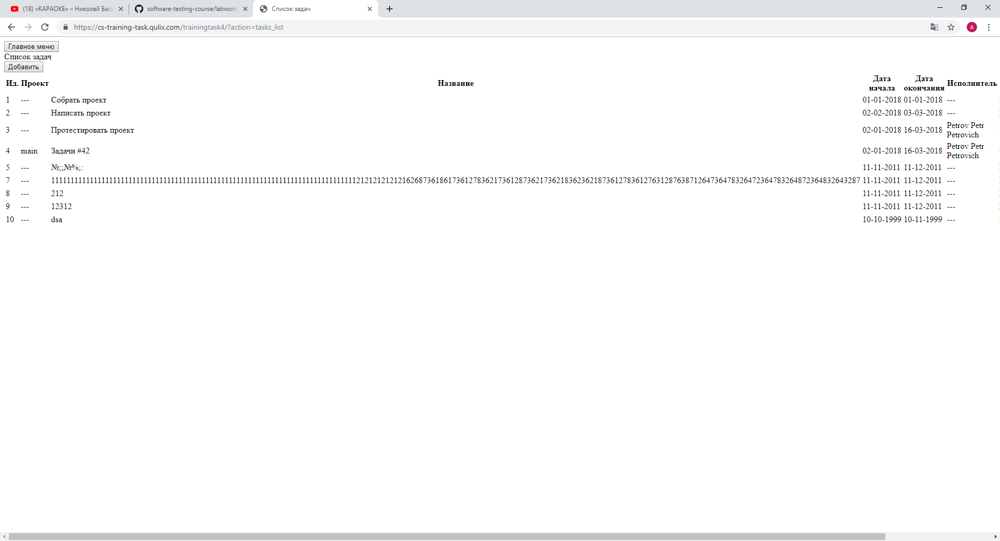 (18) «КАРАОКЕ» – Николай Баск
software-testing-course/labwork
Список задач
https://cs-training-task.qulix.com/trainingtask4/?action=tasks_list
A
Главное меню
Список задач
Добавить
Ид. Проект Название Дата начала Дата окончания Исполнитель
1 --- Собрать проект 01-01-2018 01-01-2018 ---
2 --- Написать проект 02-02-2018 03-03-2018 ---
3 --- Протестировать проект 02-01-2018 16-03-2018 Petrov Petr
Petrovich
4 main Задачи #42 02-01-2018 16-03-2018 Petrov Petr
Petrovich
5 --- №;;№%;: 11-11-2011 11-12-2011 ---
7 --- 11-11-2011 11-12-2011 ---
8 --- 212 11-11-2011 11-12-2011 ---
9 --- 12312 11-11-2011 11-12-2011 ---
10 --- dsa 10-10-1999 10-11-1999 ---